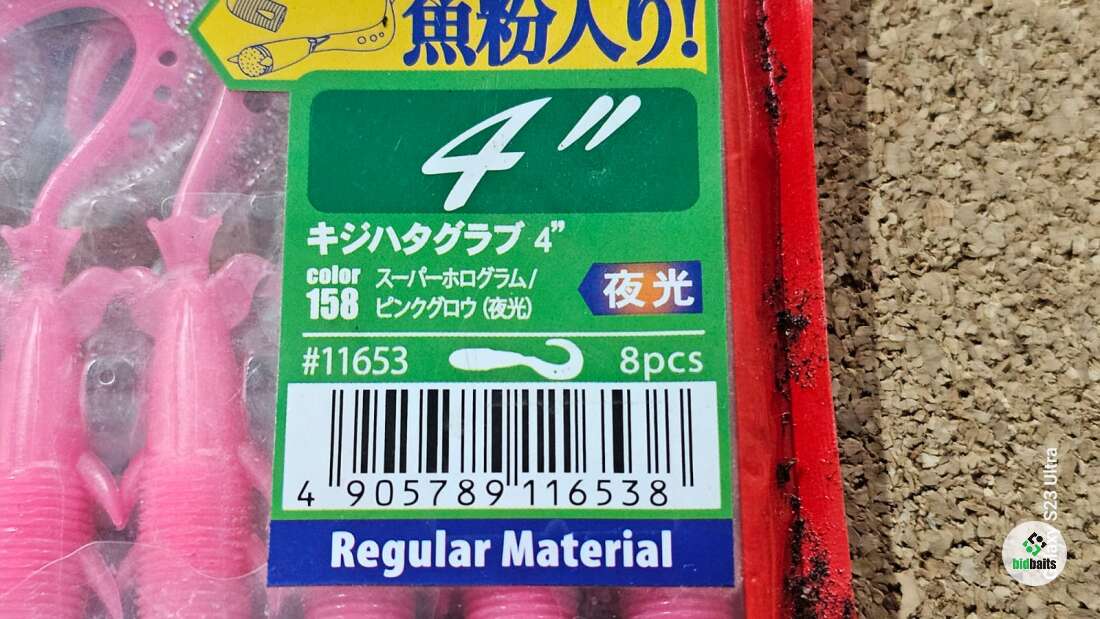 魚粉入り!
4”
キジハタグラブ 4”
color 158
スーパーホログラム/
ピンクグロウ(夜光)
夜光
#11653
8pcs
4 905789 116538
Regular Material
Galaxy S23 Ultra
bidbaits